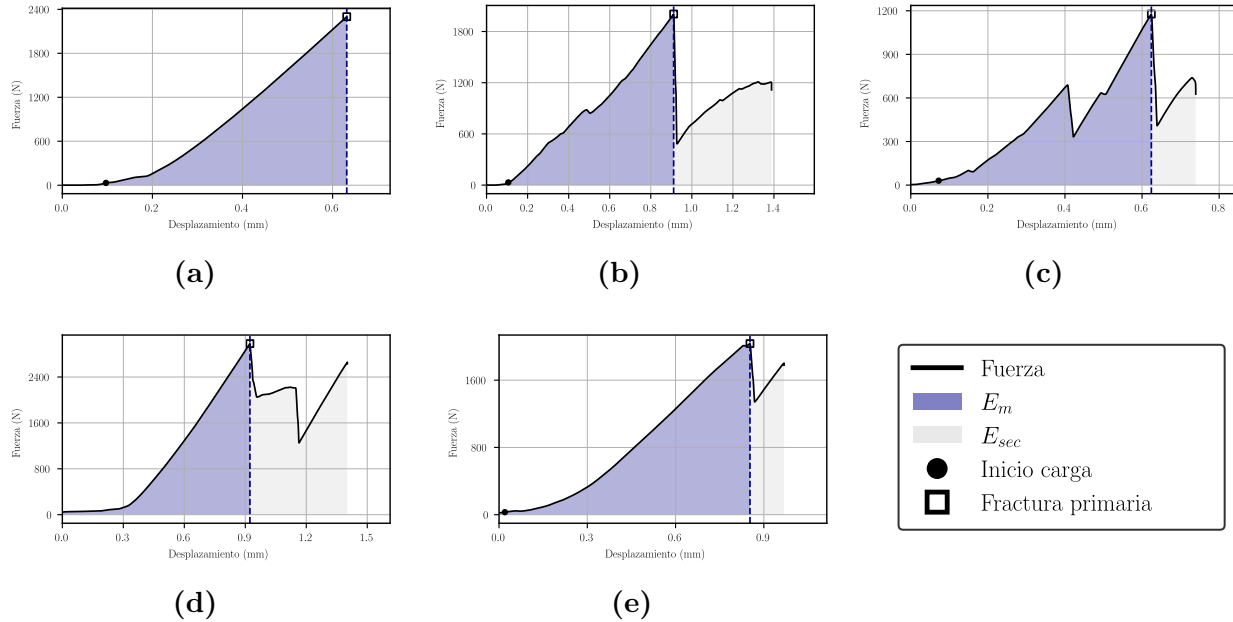 2400
1800
1200
600
0
Fuerza (N)
0.0 0.2 0.4 0.6
Desplazamiento (mm)
(a)
1800
1200
600
0
Fuerza (N)
0.0 0.2 0.4 0.6 0.8 1.0 1.2 1.4
Desplazamiento (mm)
(b)
1200
900
600
300
0
Fuerza (N)
0.0 0.2 0.4 0.6 0.8
Desplazamiento (mm)
(c)
2400
1600
800
0
Fuerza (N)
0.0 0.3 0.6 0.9 1.2 1.5
Desplazamiento (mm)
(d)
1600
800
0
Fuerza (N)
0.0 0.3 0.6 0.9
Desplazamiento (mm)
(e)
Fuerza
E_m
E_sec
Inicio carga
Fractura primaria